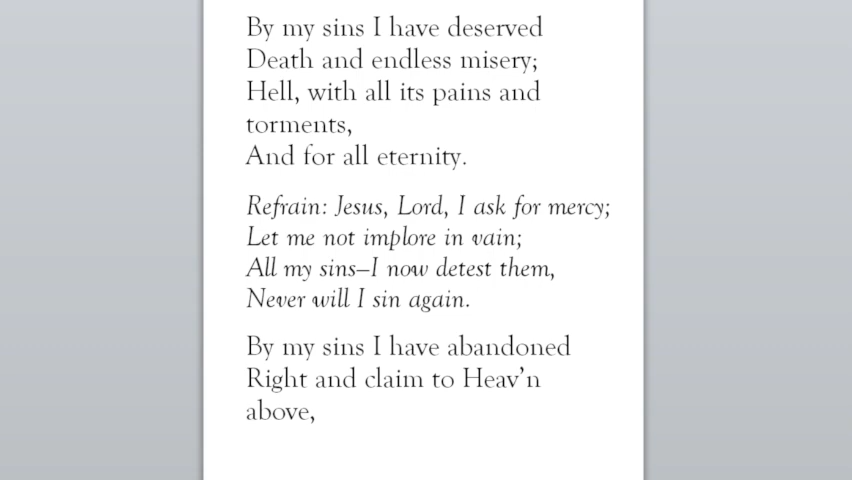 By my sins I have deserved
Death and endless misery;
Hell, with all its pains and
torments,
And for all eternity.
Refrain: Jesus, Lord, I ask for mercy;
Let me not implore in vain;
All my sins–I now detest them,
Never will I sin again.
By my sins I have abandoned
Right and claim to Heav’n
above,